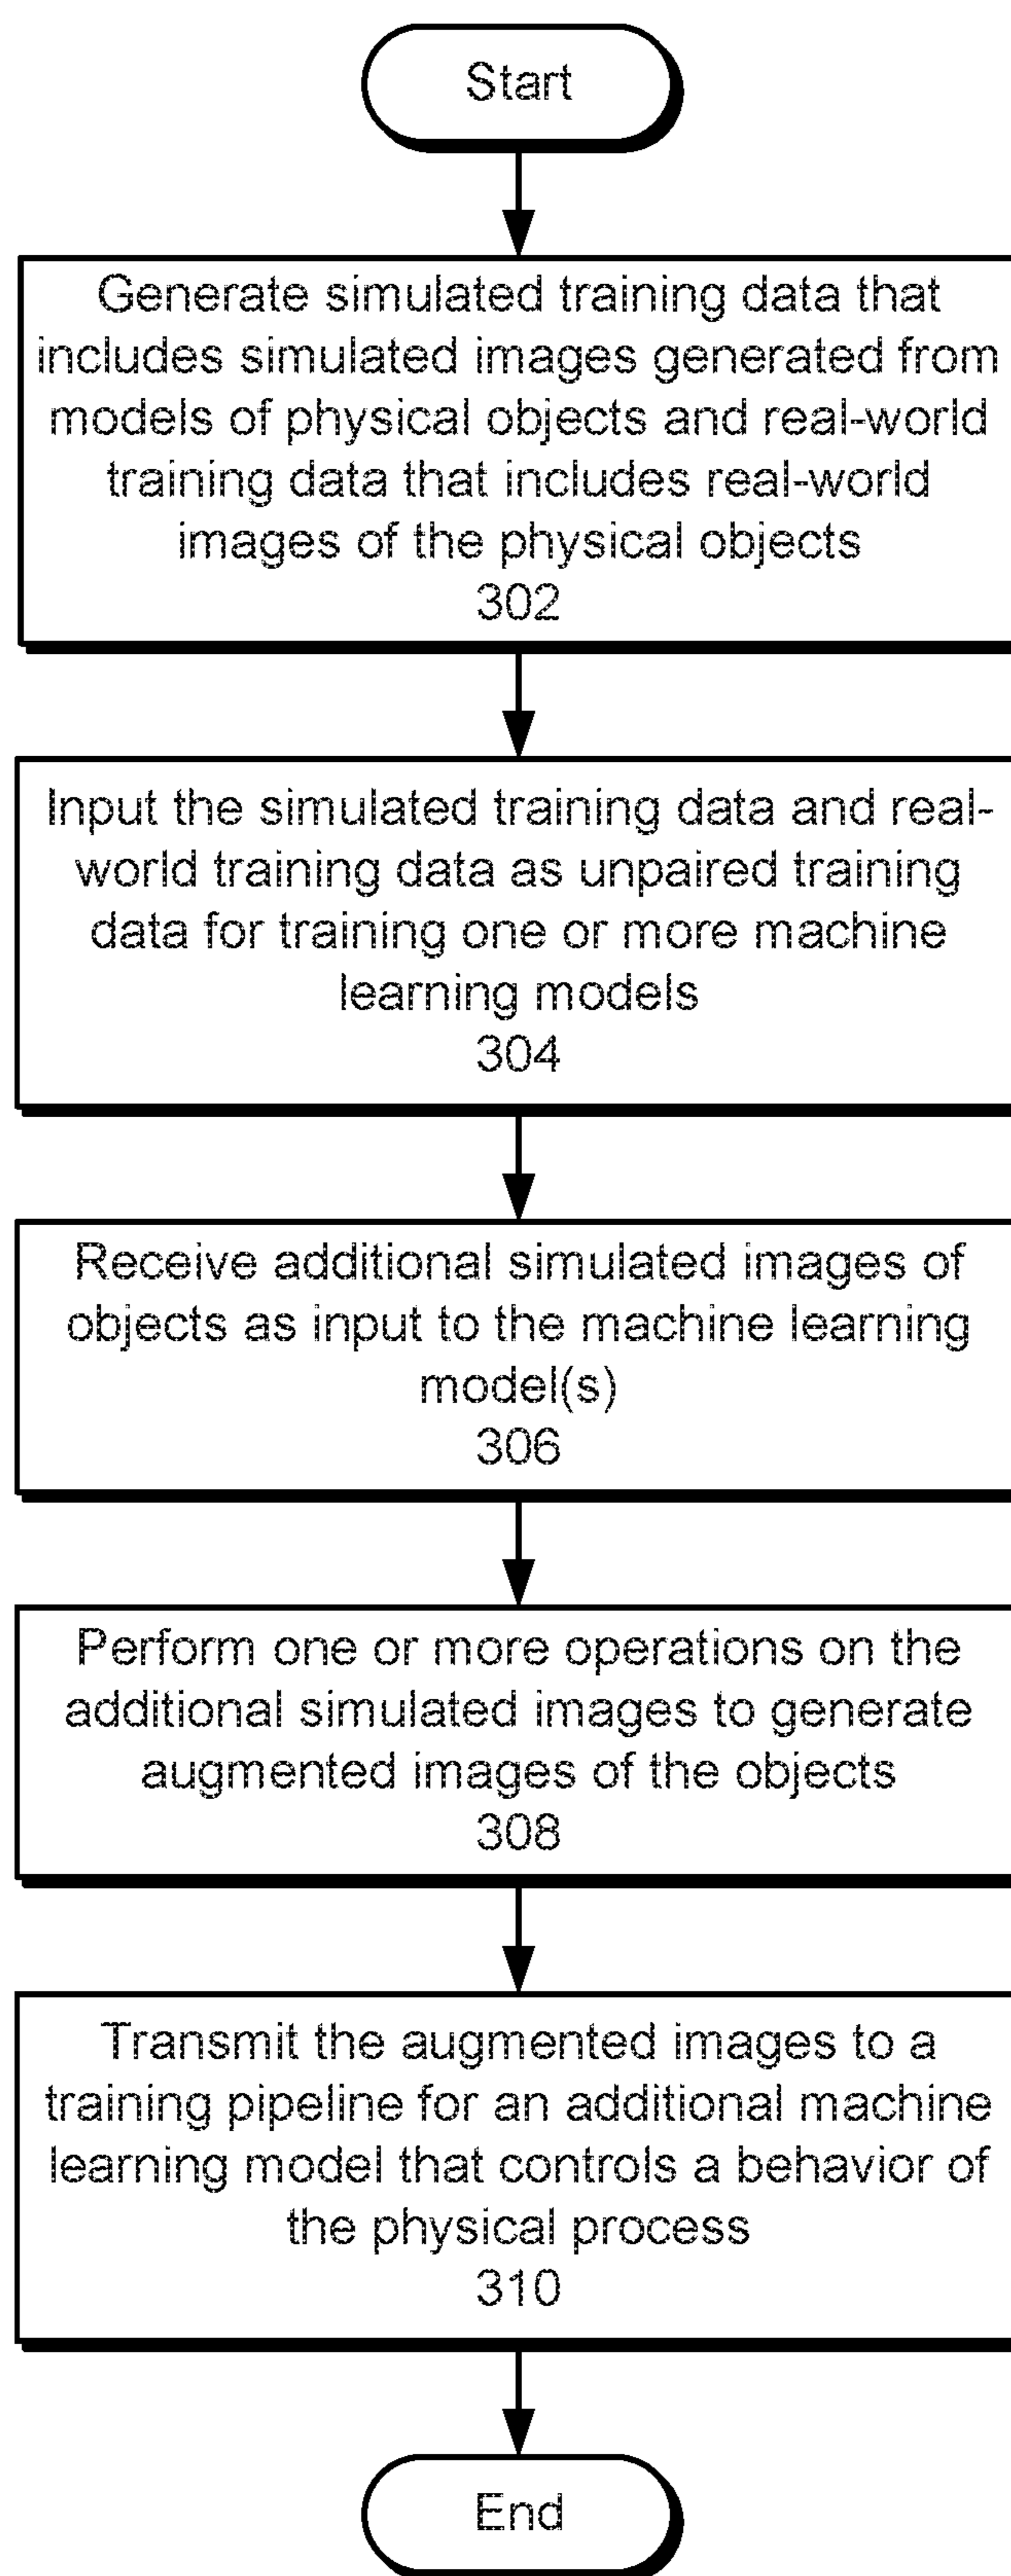 Start
Generate simulated training data that
includes simulated images generated from
models of physical objects and real-world
training data that includes real-world
images of the physical objects
302
Input the simulated training data and real-
world training data as unpaired training
data for training one or more machine
learning models
304
Receive additional simulated images of
objects as input to the machine learning
model(s)
306
Perform one or more operations on the
additional simulated images to generate
augmented images of the objects
308
Transmit the augmented images to a
training pipeline for an additional machine
learning model that controls a behavior of
the physical process
310
End